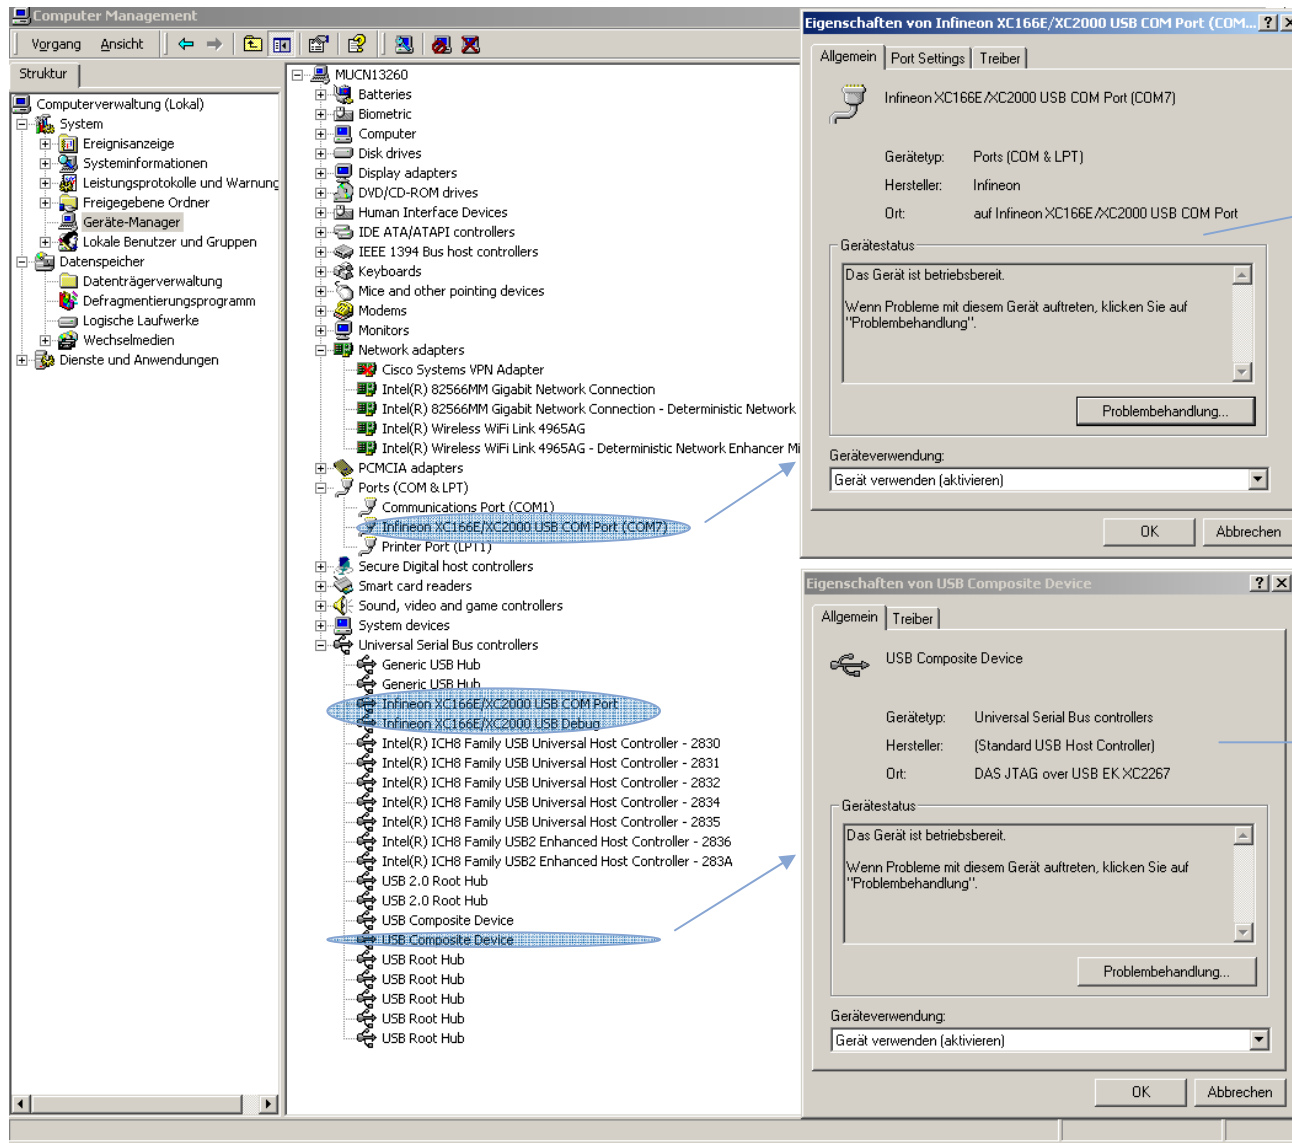 Computer Management
Vorgang Ansicht
Struktur
Computerverwaltung (Lokal)
System
Ereignisanzeige
Systeminformationen
Leistungsprotokolle und Warnung
Freigegebene Ordner
Geräte-Manager
Lokale Benutzer und Gruppen
Datenspeicher
Datenträgerverwaltung
Defragmentierungsprogramm
Logische Laufwerke
Wechselmedien
Dienste und Anwendungen
MUCN13260
Batteries
Biometric
Computer
Disk drives
Display adapters
DVD/CD-ROM drives
Human Interface Devices
IDE ATA/ATAPI controllers
IEEE 1394 Bus host controllers
Keyboards
Mice and other pointing devices
Modems
Monitors
Network adapters
Cisco Systems VPN Adapter
Intel(R) 82566MM Gigabit Network Connection
Intel(R) 82566MM Gigabit Network Connection - Deterministic Network
Intel(R) Wireless WiFi Link 4965AG
Intel(R) Wireless WiFi Link 4965AG - Deterministic Network Enhancer Mi
PCMCIA adapters
Ports (COM & LPT)
Communications Port (COM1)
Infineon XC166E/XC2000 USB COM Port (COM7)
Printer Port (LPT1)
Secure Digital host controllers
Smart card readers
Sound, video and game controllers
System devices
Universal Serial Bus controllers
Generic USB Hub
Generic USB Hub
Infineon XC166E/XC2000 USB COM Port
Infineon XC166E/XC2000 USB Debug
Intel(R) ICH8 Family USB Universal Host Controller - 2830
Intel(R) ICH8 Family USB Universal Host Controller - 2831
Intel(R) ICH8 Family USB Universal Host Controller - 2832
Intel(R) ICH8 Family USB Universal Host Controller - 2834
Intel(R) ICH8 Family USB Universal Host Controller - 2835
Intel(R) ICH8 Family USB2 Enhanced Host Controller - 2836
Intel(R) ICH8 Family USB2 Enhanced Host Controller - 283A
USB 2.0 Root Hub
USB 2.0 Root Hub
USB Composite Device
USB Composite Device
USB Root Hub
USB Root Hub
USB Root Hub
USB Root Hub
USB Root Hub
Eigenschaften von Infineon XC166E/XC2000 USB COM Port (COM...
Allgemein Port Settings Treiber
Infineon XC166E/XC2000 USB COM Port (COM7)
Gerätetyp: Ports (COM & LPT)
Hersteller: Infineon
Ort: auf Infineon XC166E/XC2000 USB COM Port
Gerätestatus
Das Gerät ist betriebsbereit.
Wenn Probleme mit diesem Gerät auftreten, klicken Sie auf
"Problembehandlung".
Problembehandlung...
Geräteverwendung:
Gerät verwenden (aktivieren)
OK Abbrechen
Eigenschaften von USB Composite Device
Allgemein Treiber
USB Composite Device
Gerätetyp: Universal Serial Bus controllers
Hersteller: (Standard USB Host Controller)
Ort: DAS JTAG over USB EK XC2267
Gerätestatus
Das Gerät ist betriebsbereit.
Wenn Probleme mit diesem Gerät auftreten, klicken Sie auf
"Problembehandlung".
Problembehandlung...
Geräteverwendung:
Gerät verwenden (aktivieren)
OK Abbrechen